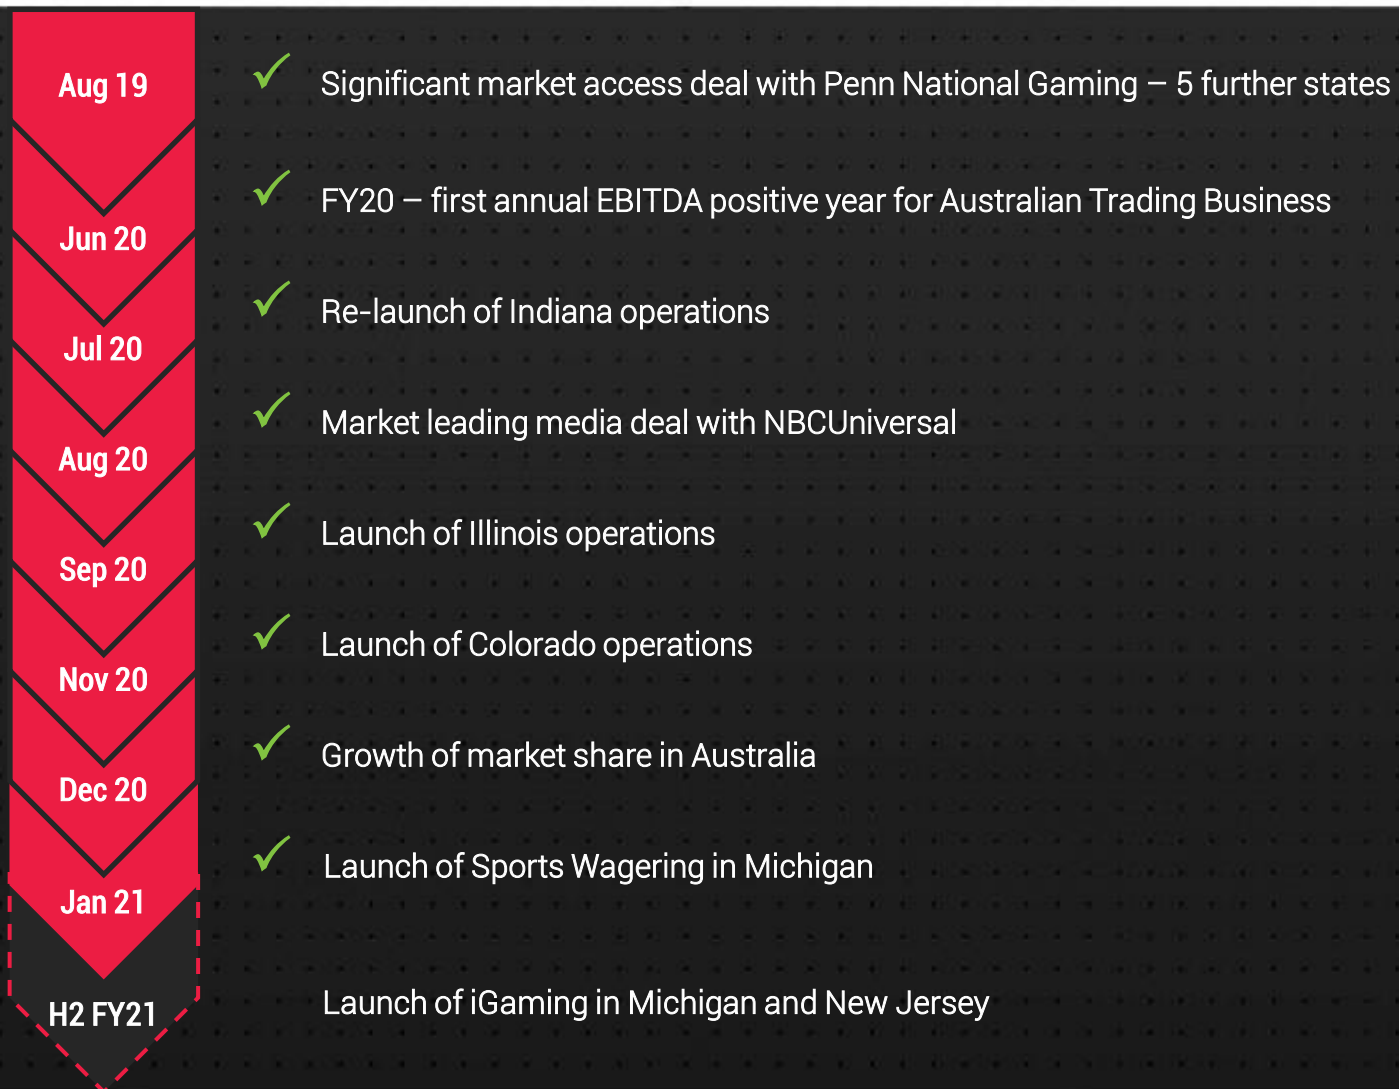 Aug 19
Significant market access deal with Penn National Gaming – 5 further states
FY20 – first annual EBITDA positive year for Australian Trading Business
Jun 20
Re-launch of Indiana operations
Jul 20
Market leading media deal with NBCUniversal
Aug 20
Launch of Illinois operations
Sep 20
Launch of Colorado operations
Nov 20
Growth of market share in Australia
Dec 20
Launch of Sports Wagering in Michigan
Jan 21
Launch of iGaming in Michigan and New Jersey
H2 FY21